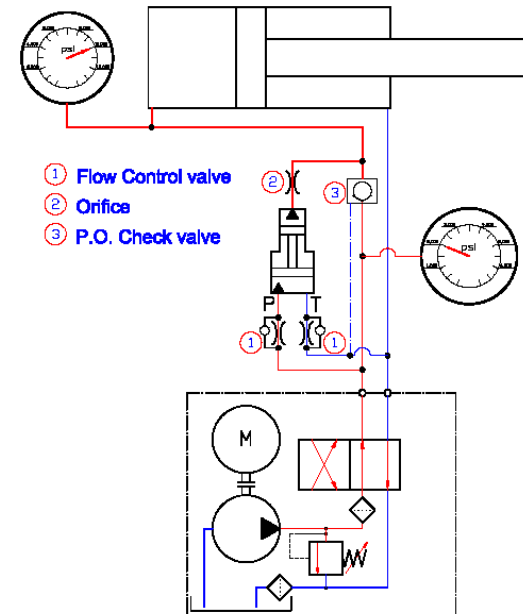 psi
1 Flow Control valve
2 Orifice
3 P.O. Check valve
2
3
psi
P T
1 1
M